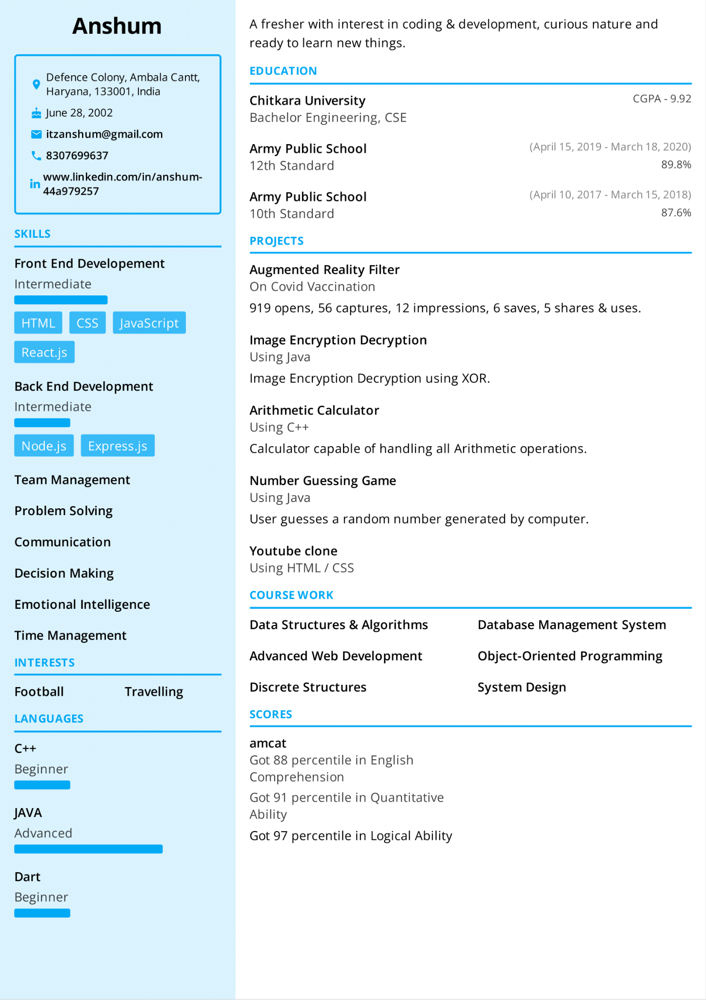 Anshum
Defence Colony, Ambala Cantt,
Haryana, 133001, India
June 28, 2002
itzanshum@gmail.com
8307699637
in www.linkedin.com/in/anshum-
44a979257
SKILLS
Front End Developement
Intermediate
HTML CSS JavaScript
React.js
Back End Development
Intermediate
Node.js Express.js
Team Management
Problem Solving
Communication
Decision Making
Emotional Intelligence
Time Management
INTERESTS
Football Travelling
LANGUAGES
C++
Beginner
JAVA
Advanced
Dart
Beginner
A fresher with interest in coding & development, curious nature and
ready to learn new things.
EDUCATION
Chitkara University CGPA - 9.92
Bachelor Engineering, CSE
Army Public School (April 15, 2019 - March 18, 2020)
12th Standard 89.8%
Army Public School (April 10, 2017 - March 15, 2018)
10th Standard 87.6%
PROJECTS
Augmented Reality Filter
On Covid Vaccination
919 opens, 56 captures, 12 impressions, 6 saves, 5 shares & uses.
Image Encryption Decryption
Using Java
Image Encryption Decryption using XOR.
Arithmetic Calculator
Using C++
Calculator capable of handling all Arithmetic operations.
Number Guessing Game
Using Java
User guesses a random number generated by computer.
Youtube clone
Using HTML / CSS
COURSE WORK
Data Structures & Algorithms Database Management System
Advanced Web Development Object-Oriented Programming
Discrete Structures System Design
SCORES
amcat
Got 88 percentile in English
Comprehension
Got 91 percentile in Quantitative
Ability
Got 97 percentile in Logical Ability